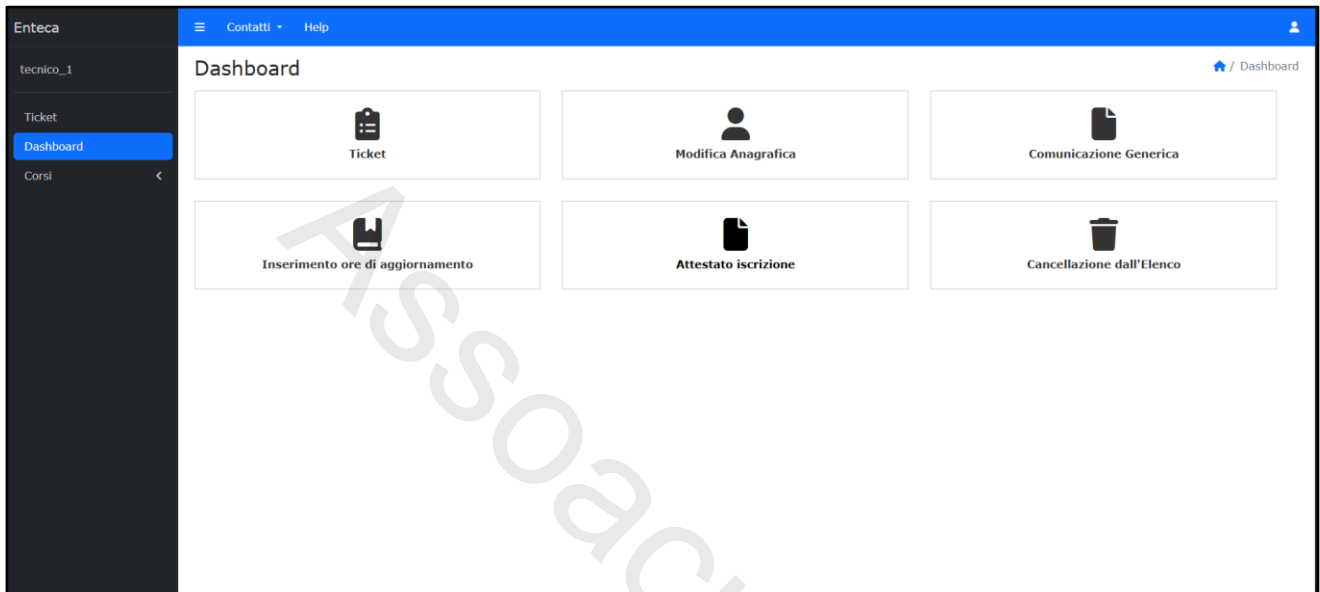 Enteca
Contatti Help
tecnico_1
Dashboard
/ Dashboard
Ticket
Dashboard
Corsi
Ticket
Modifica Anagrafica
Comunicazione Generica
Inserimento ore di aggiornamento
Attestato iscrizione
Cancellazione dall'Elenco